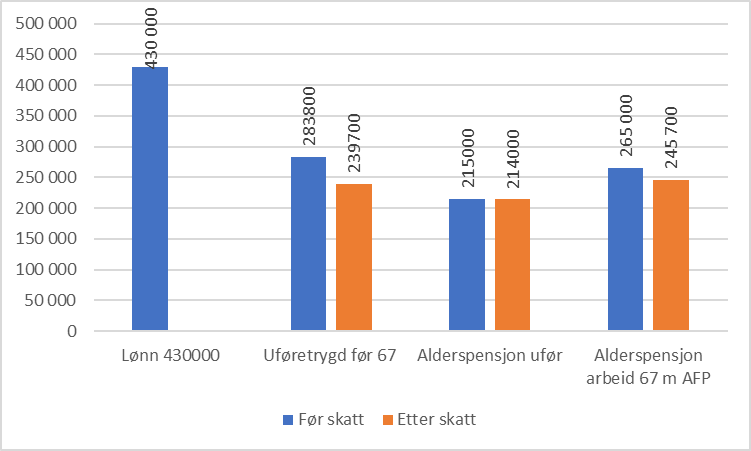 500 000
450 000
400 000
350 000
300 000
250 000
200 000
150 000
100 000
50 000
0
430 000
283800
239700
215000
214000
265 000
245 700
Lønn 430000
Uføretrygd før 67
Alderspensjon ufør
Alderspensjon
arbeid 67 m AFP
Før skatt
Etter skatt